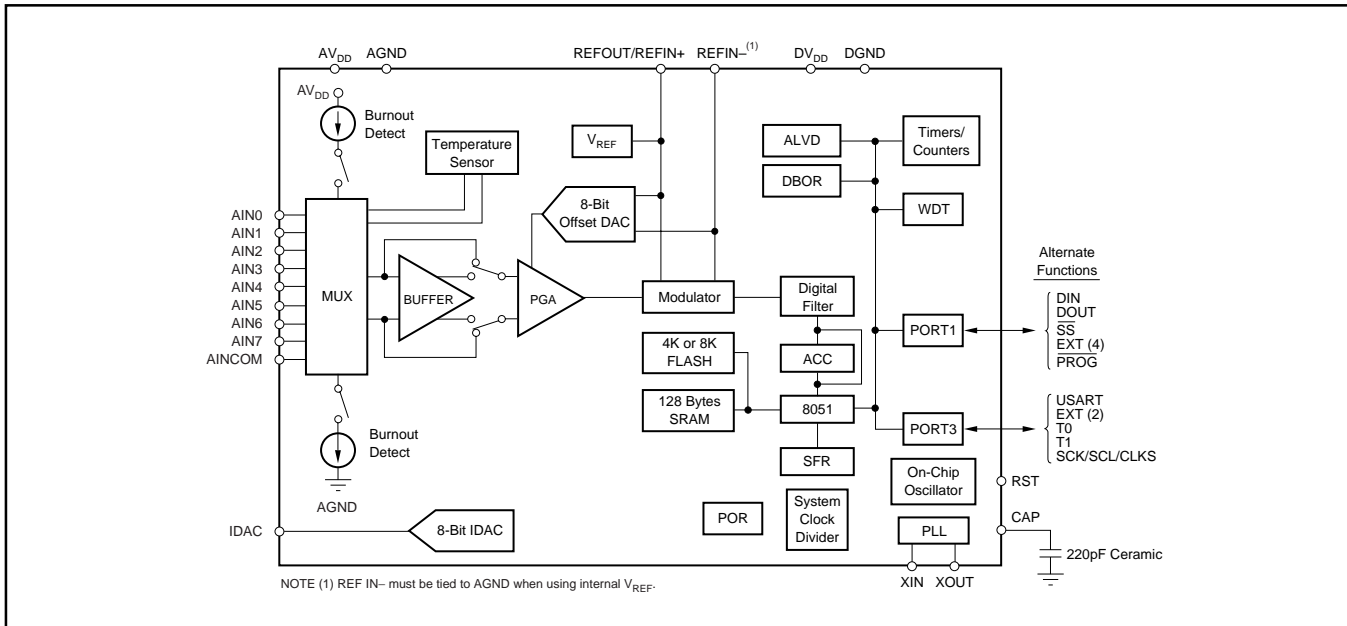 AVDD
AGND
REFOUT/REFIN+
REFIN–(1)
DVDD
DGND
AVDD
Burnout
Detect
Temperature
Sensor
VREF
ALVD
Timers/
Counters
DBOR
WDT
8-Bit
Offset DAC
AIN0
AIN1
AIN2
AIN3
AIN4
AIN5
AIN6
AIN7
AINCOM
MUX
BUFFER
PGA
Modulator
Digital
Filter
4K or 8K
FLASH
ACC
128 Bytes
SRAM
8051
SFR
PORT1
PORT3
Alternate
Functions
DIN
DOUT
SS
EXT (4)
PROG
USART
EXT (2)
T0
T1
SCK/SCL/CLKS
Burnout
Detect
AGND
On-Chip
Oscillator
RST
IDAC
8-Bit IDAC
POR
System
Clock
Divider
PLL
CAP
220pF Ceramic
XIN
XOUT
NOTE (1) REF IN– must be tied to AGND when using internal VREF.